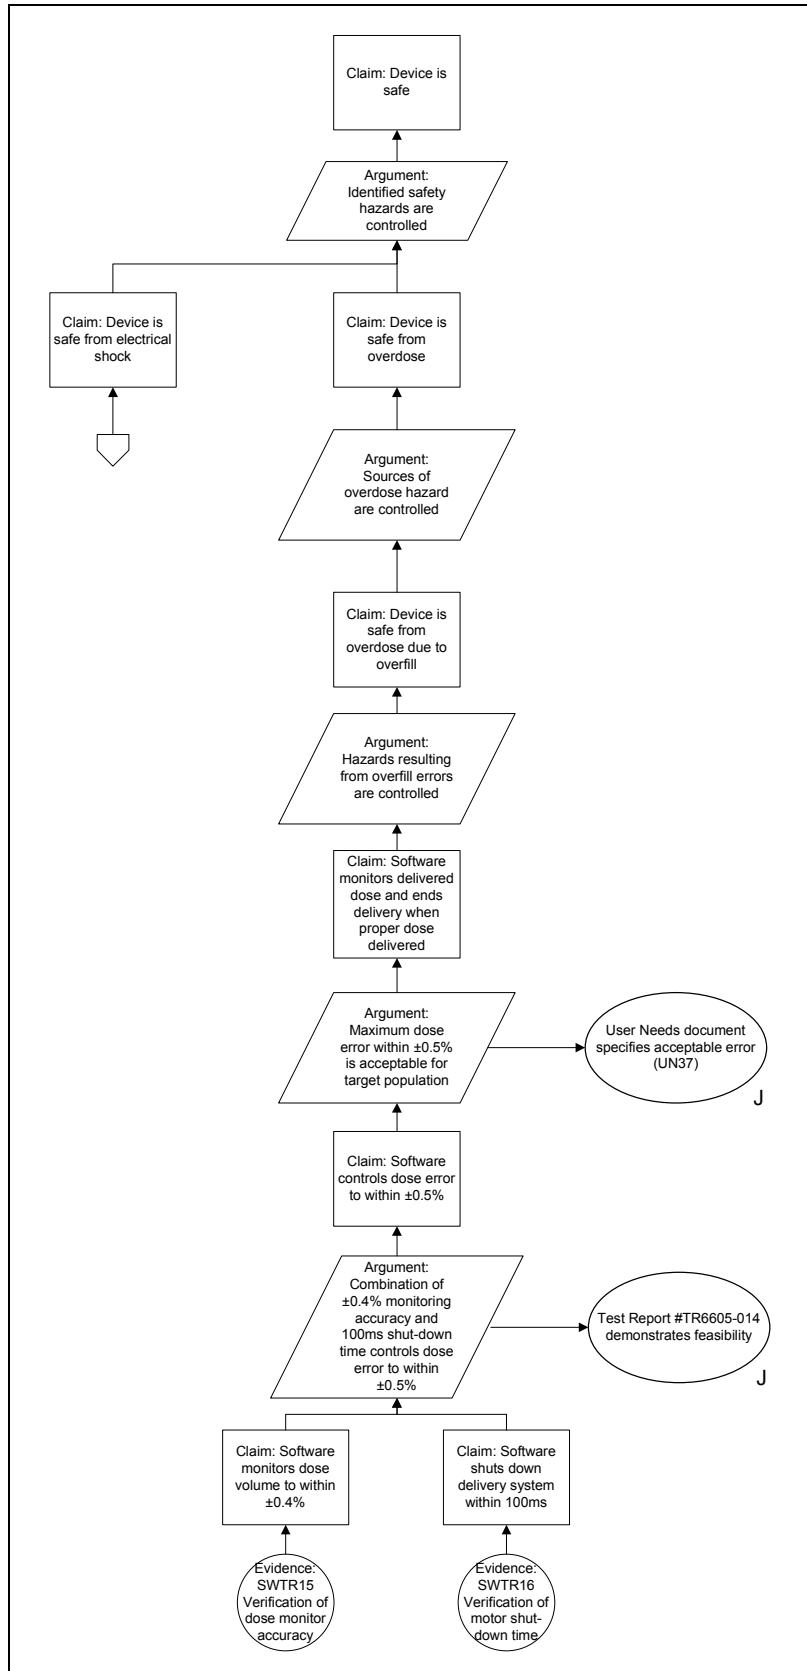 Claim: Device is
safe
Argument:
Identified safety
hazards are
controlled
Claim: Device is
safe from electrical
shock
Claim: Device is
safe from
overdose
Argument:
Sources of
overdose hazard
are controlled
Claim: Device is
safe from
overdose due to
overfill
Argument:
Hazards resulting
from overfill errors
are controlled
Claim: Software
monitors delivered
dose and ends
delivery when
proper dose
delivered
Argument:
Maximum dose
error within ±0.5%
is acceptable for
target population
User Needs document
specifies acceptable error
(UN37)
J
Claim: Software
controls dose error
to within ±0.5%
Argument:
Combination of
±0.4% monitoring
accuracy and
100ms shut-down
time controls dose
error to within
±0.5%
Test Report #TR6605-014
demonstrates feasibility
J
Claim: Software
monitors dose
volume to within
±0.4%
Claim: Software
shuts down
delivery system
within 100ms
Evidence:
SWTR15
Verification of
dose monitor
accuracy
Evidence:
SWTR16
Verification of
motor shut-
down time